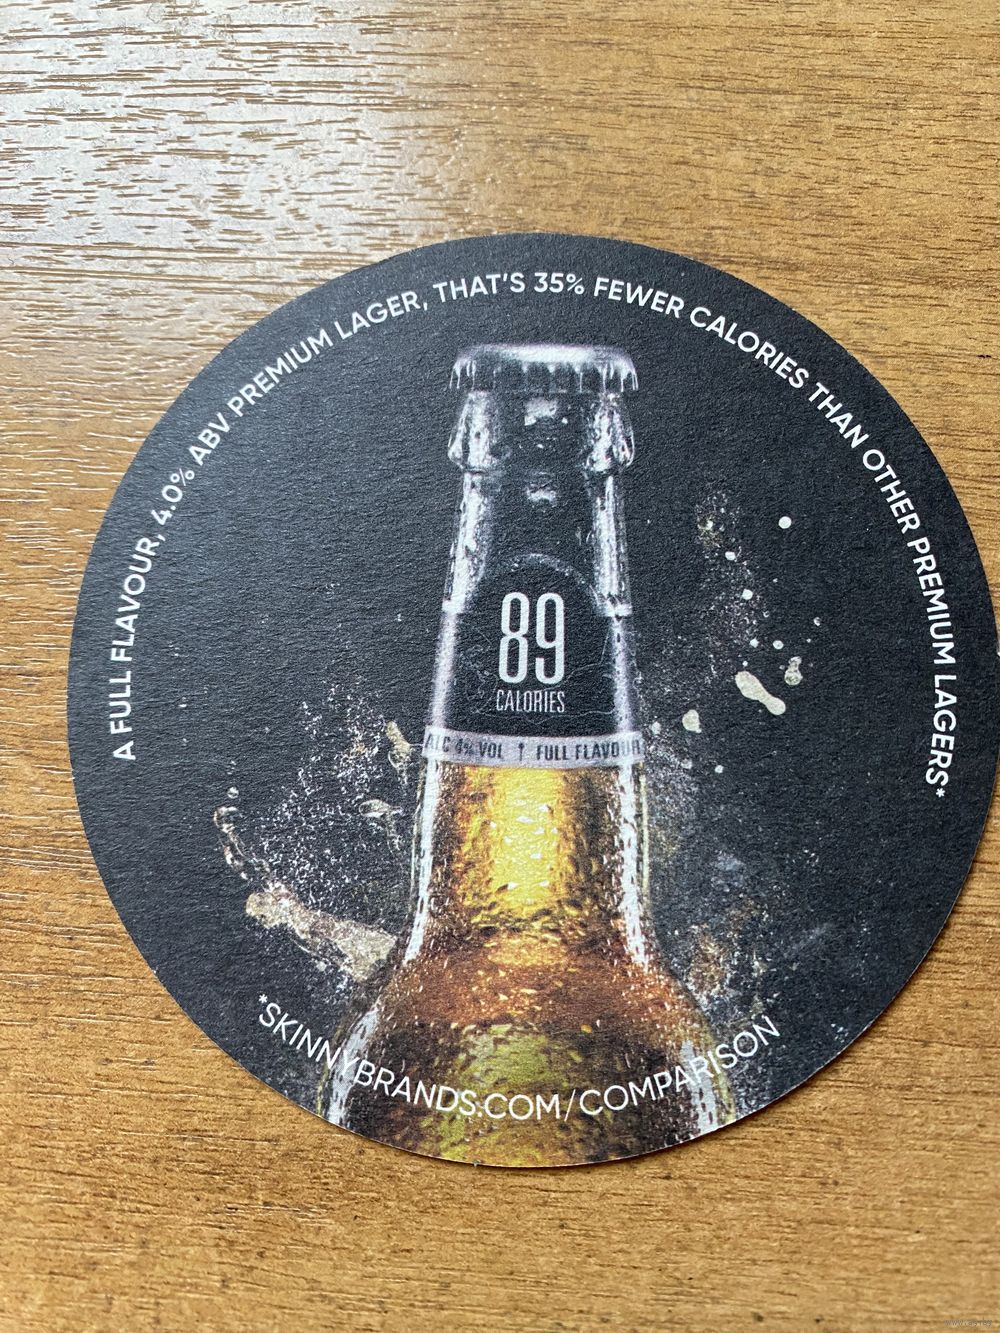 A FULL FLAVOUR, 4.0% ABV PREMIUM LAGER, THAT'S 35% FEWER CALORIES THAN OTHER PREMIUM LAGERS*
89
CALORIES
ALC 4% VOL ↑ FULL FLAVOUR
*SKINNYBRANDS.COM/COMPARISON